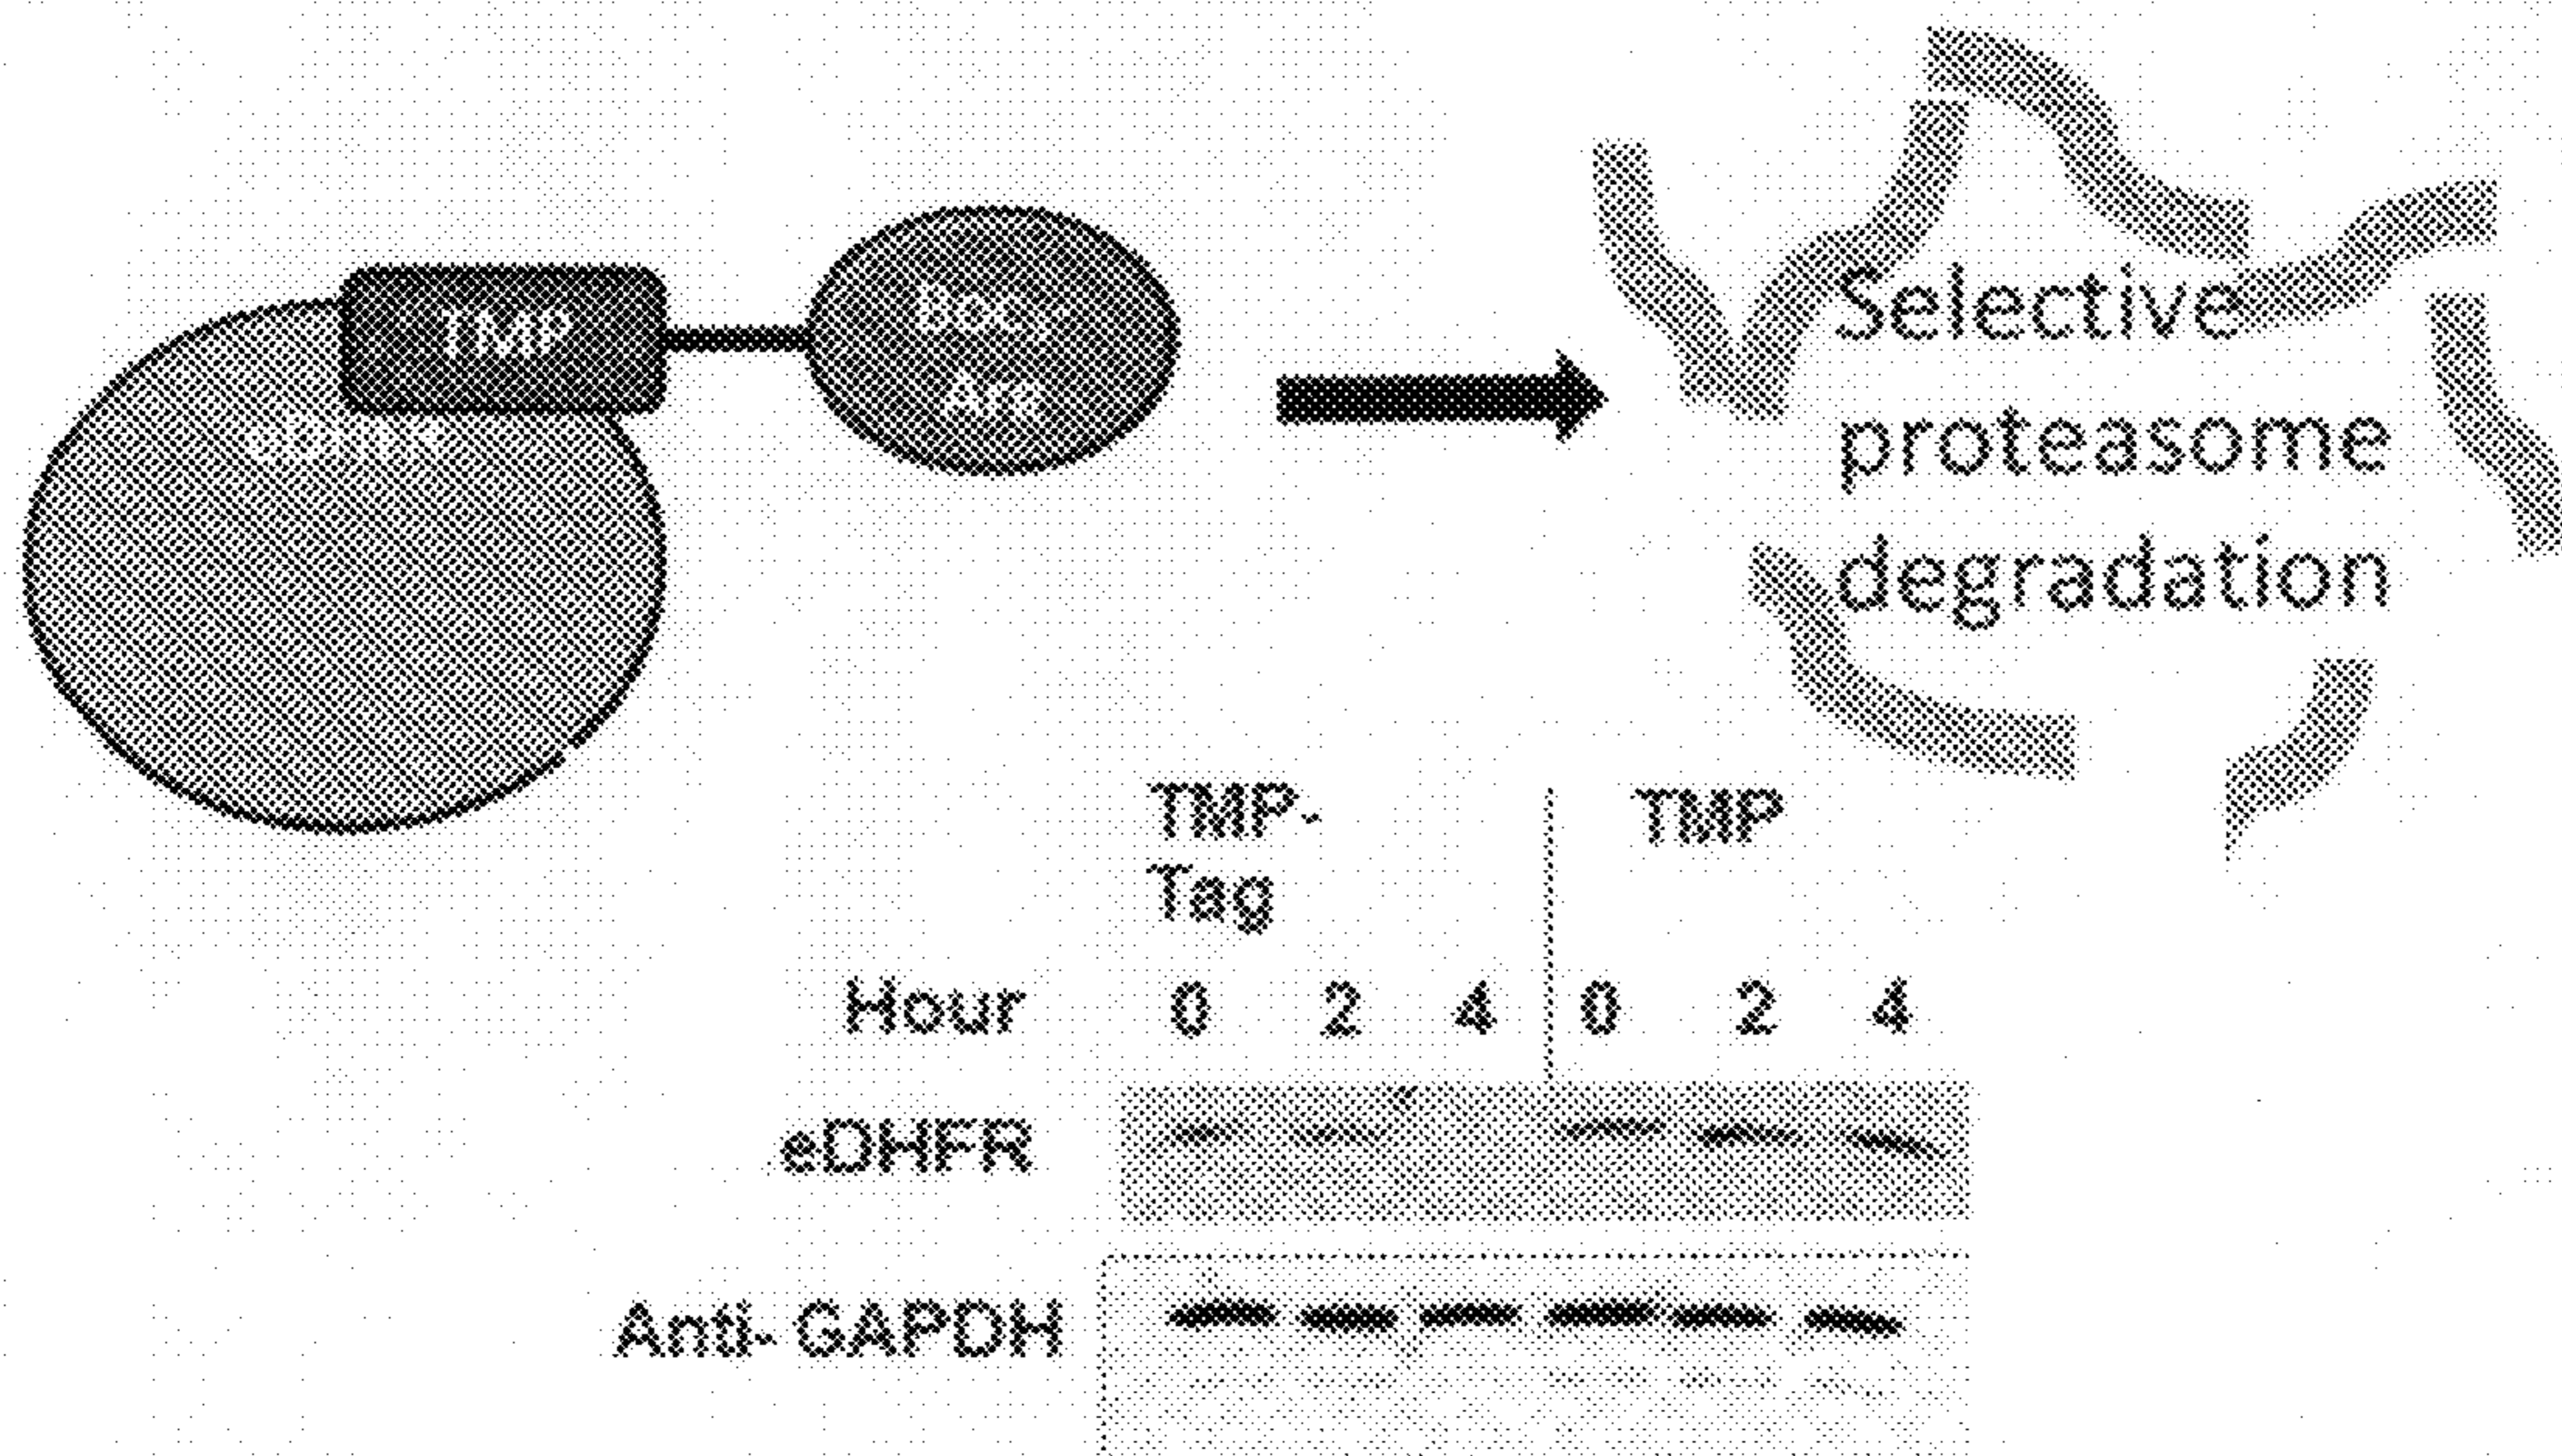 TMP
Selective
proteasome
degradation
TMP-
Tag
TMP
Hour 0 2 4 0 2 4
eDHFR
Anti- GAPDH